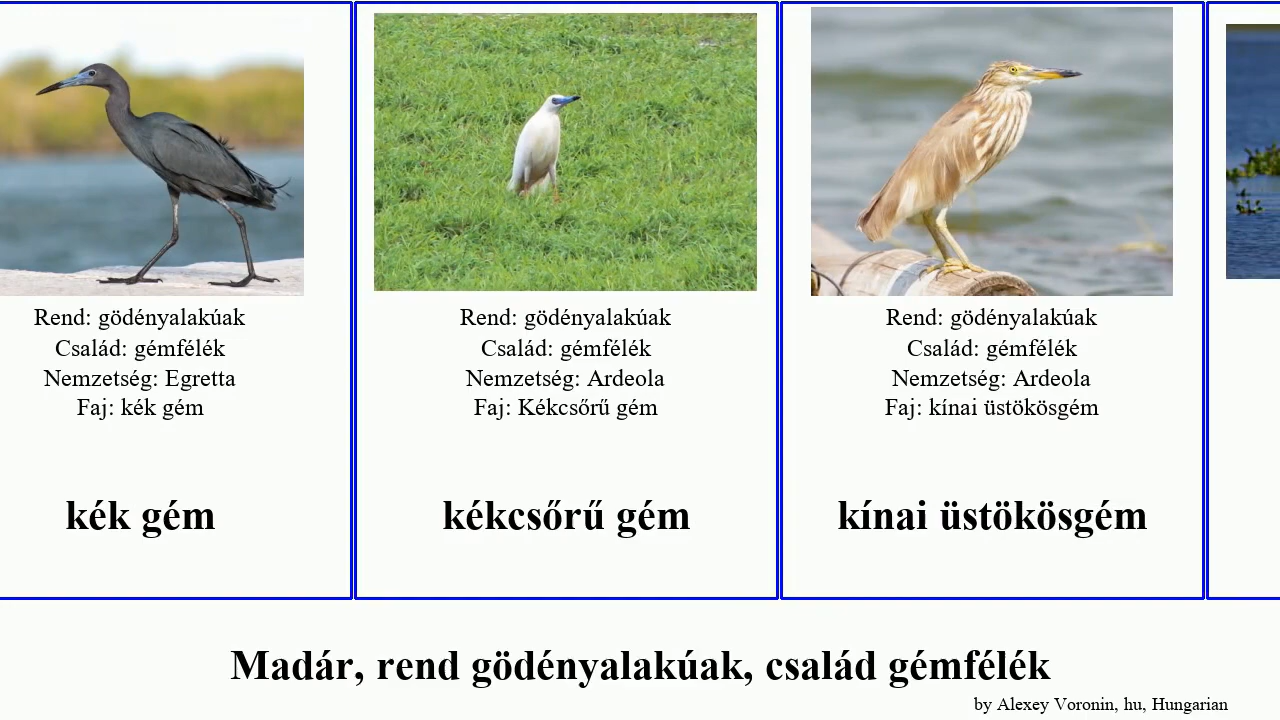 Rend: gödényalakúak
Család: gémfélék
Nemzetség: Egretta
Faj: kék gém
kék gém
Rend: gödényalakúak
Család: gémfélék
Nemzetség: Ardeola
Faj: Kékcsőrű gém
kékcsőrű gém
Rend: gödényalakúak
Család: gémfélék
Nemzetség: Ardeola
Faj: kínai üstökösgém
kínai üstökösgém
Madár, rend gödényalakúak, család gémfélék
by Alexey Voronin, hu, Hungarian